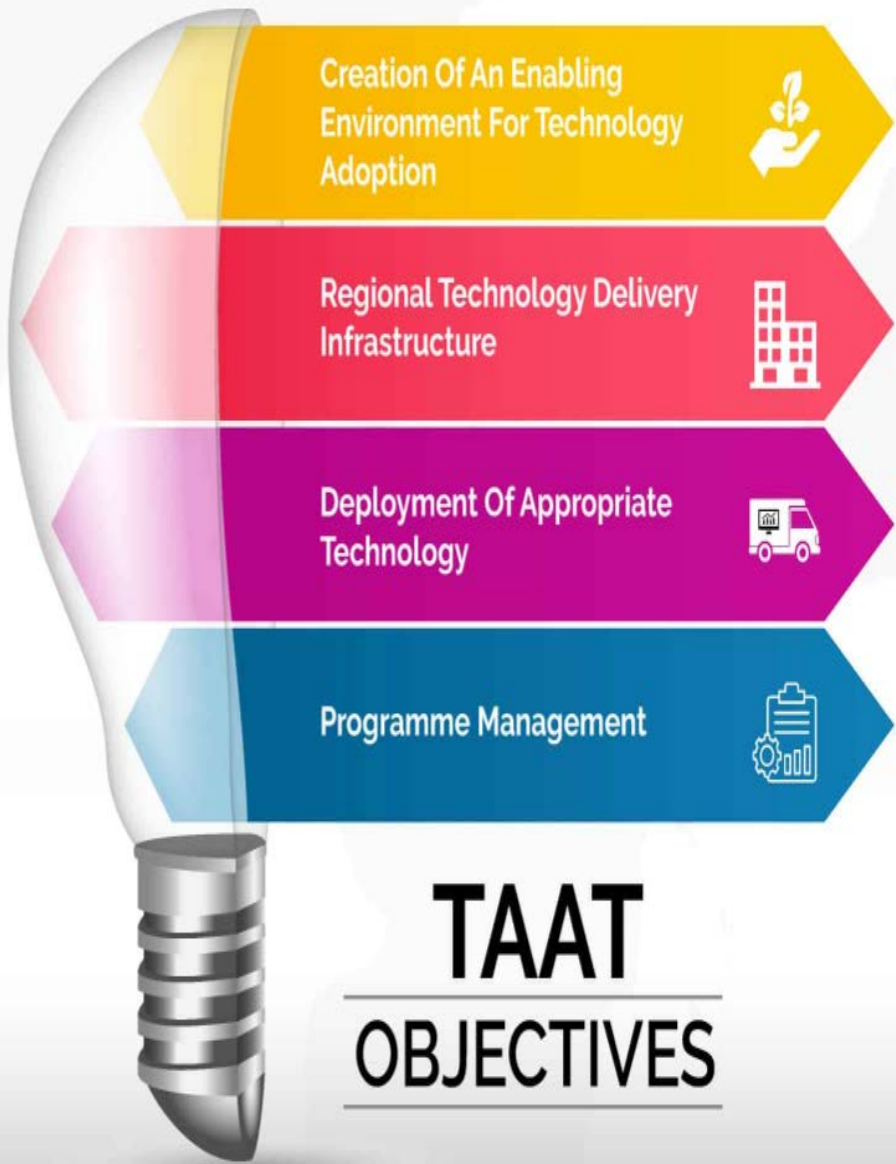 Creation Of An Enabling
Environment For Technology
Adoption
Regional Technology Delivery
Infrastructure
Deployment Of Appropriate
Technology
Programme Management
TAAT
OBJECTIVES